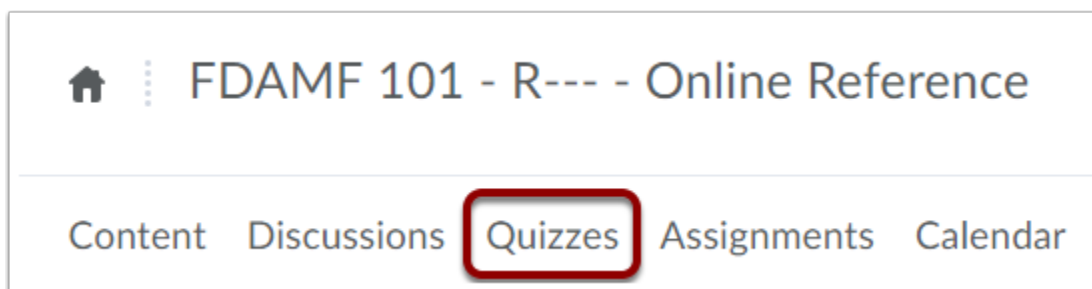 FDAMF 101 - R--- - Online Reference
Content Discussions Quizzes Assignments Calendar